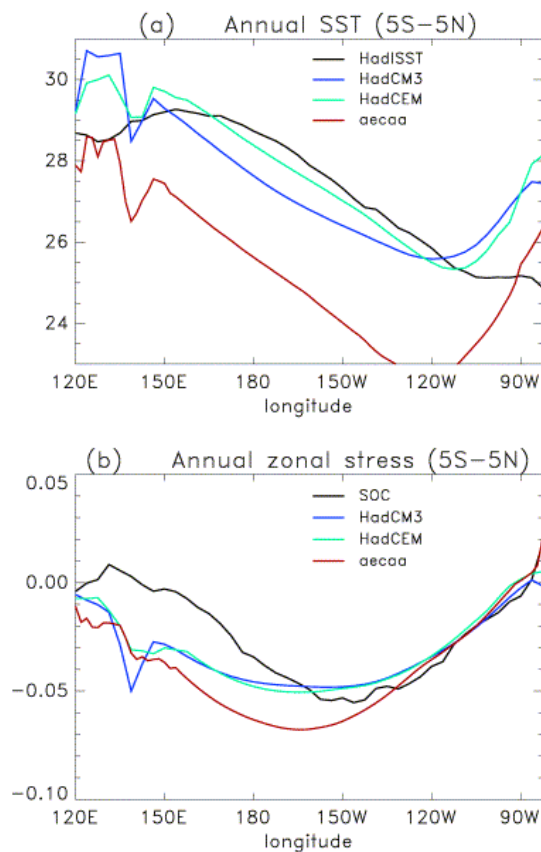 (a) Annual SST (5S-5N)
HadISST
HadCM3
HadCEM
aecaa
30
28
26
24
120E 150E 180 150W 120W 90W
longitude
(b) Annual zonal stress (5S-5N)
0.05
SOC
HadCM3
HadCEM
aecaa
0.00
-0.05
-0.10
120E 150E 180 150W 120W 90W
longitude